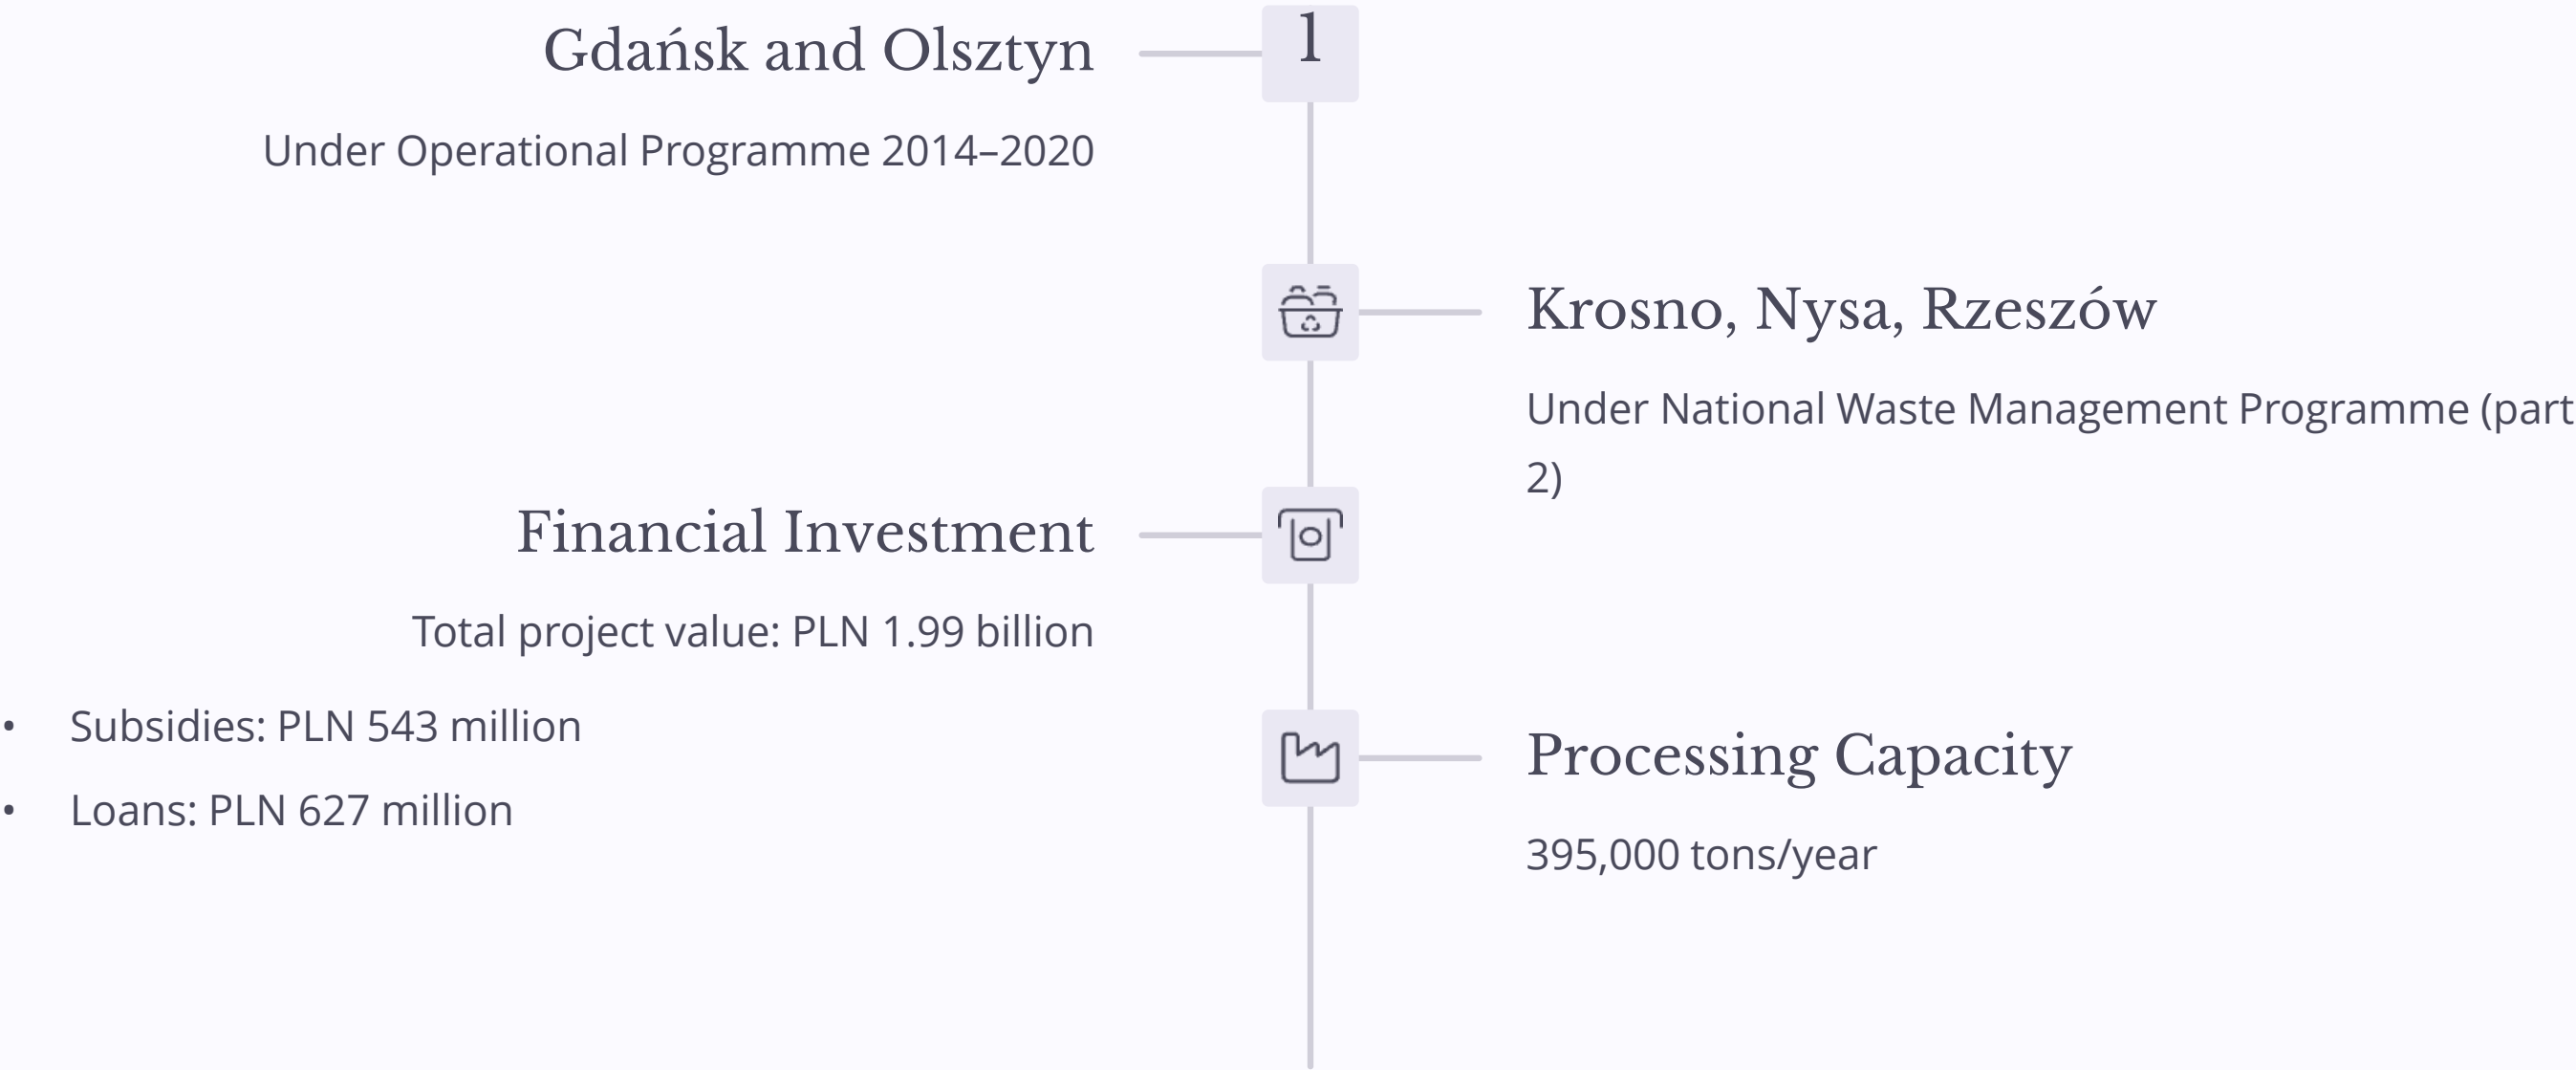 Gdańsk and Olsztyn
1
Under Operational Programme 2014–2020
Krosno, Nysa, Rzeszów
Under National Waste Management Programme (part
2)
Financial Investment
Total project value: PLN 1.99 billion
• Subsidies: PLN 543 million
• Loans: PLN 627 million
Processing Capacity
395,000 tons/year